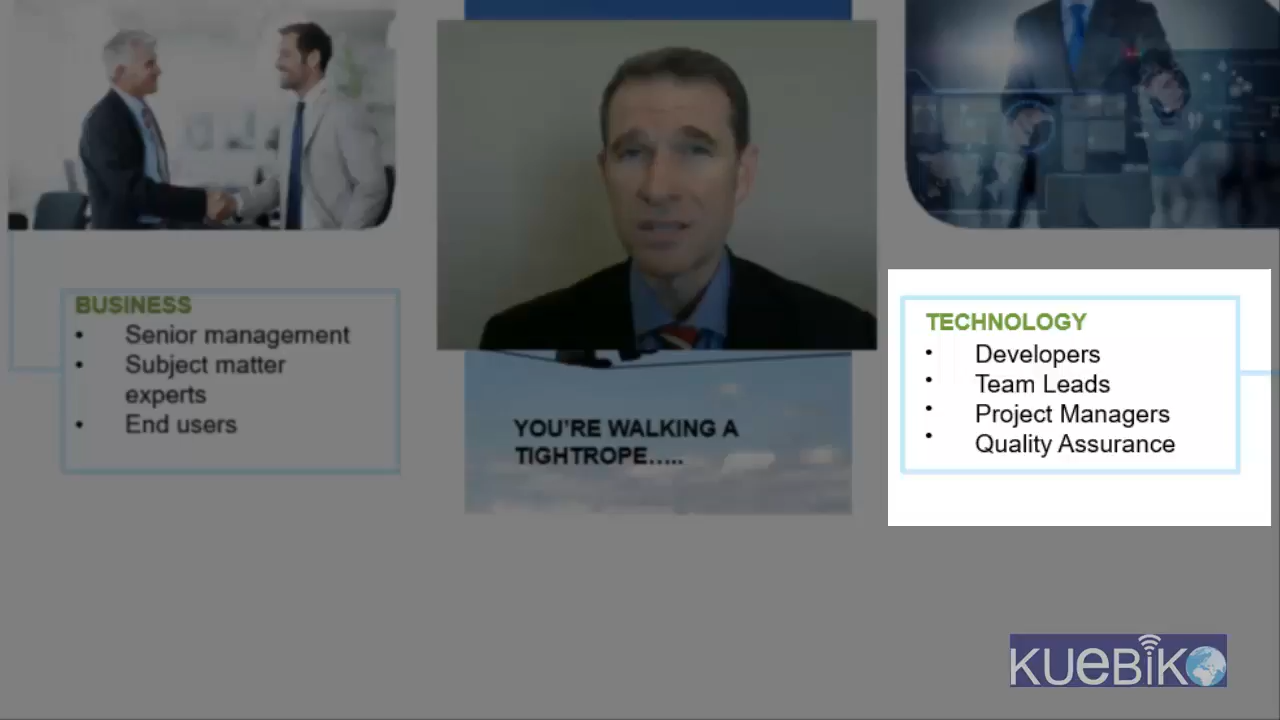 BUSINESS
• Senior management
• Subject matter
experts
• End users
YOU'RE WALKING A
TIGHTROPE.....
TECHNOLOGY
• Developers
• Team Leads
• Project Managers
• Quality Assurance
KUEBIKO